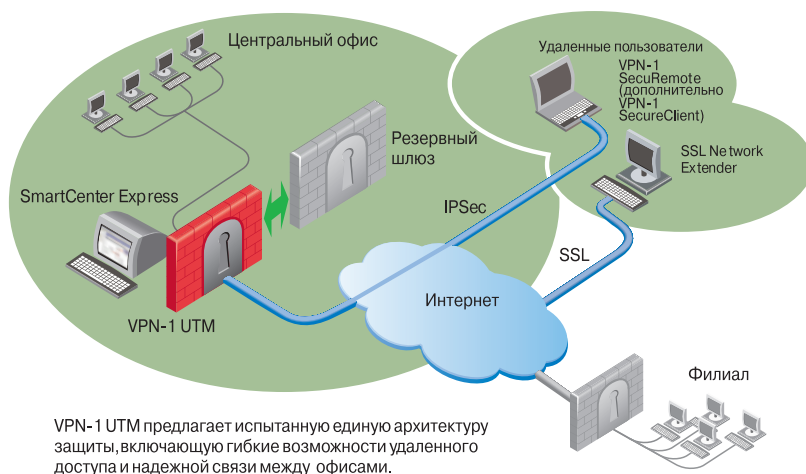 Центральный офис
Удаленные пользователи
VPN-1
SecuRemote
(дополнительно
VPN-1
SecureClient)
Резервный
шлюз
SSL Network
Extender
SmartCenter Express
IPSec
SSL
Интернет
VPN-1 UTM
Филиал
VPN-1 UTM предлагает испытанную единую архитектуру
защиты, включающую гибкие возможности удаленного
доступа и надежной связи между офисами.